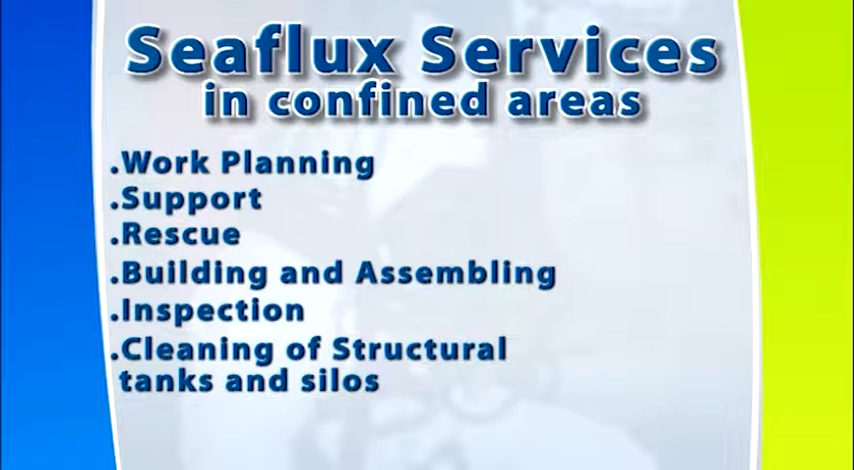 Seaflux Services
in confined areas
.Work Planning
.Support
.Rescue
.Building and Assembling
.Inspection
.Cleaning of Structural
tanks and silos